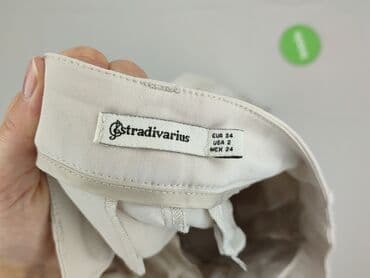 stradivarius
EUR 34
USA 2
MEX 24